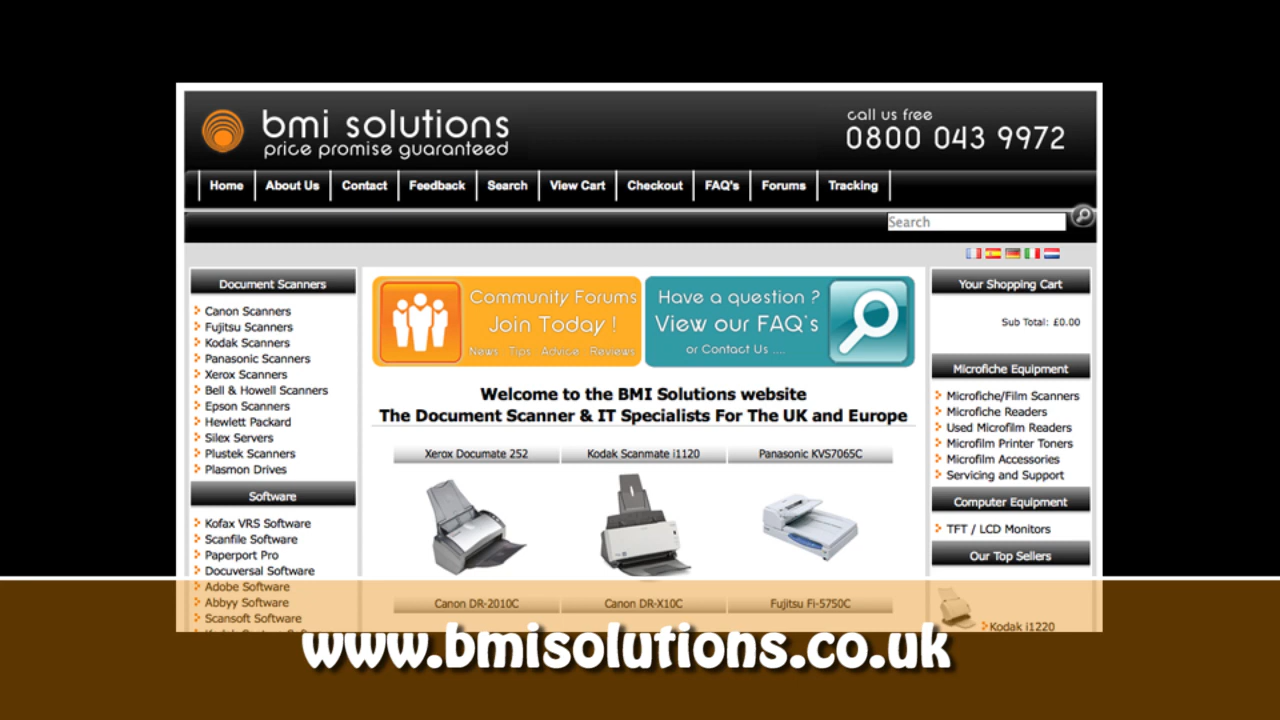 bmi solutions
price promise guaranteed
call us free
0800 043 9972
Home About Us Contact Feedback Search View Cart Checkout FAQ's Forums Tracking
Search
Document Scanners
Canon Scanners
Fujitsu Scanners
Kodak Scanners
Panasonic Scanners
Xerox Scanners
Bell & Howell Scanners
Epson Scanners
Hewlett Packard
Silex Servers
Plustek Scanners
Plasmon Drives
Software
Kofax VRS Software
Scanfile Software
Paperport Pro
Docuversal Software
Adobe Software
Abbyy Software
Scansoft Software
Community Forums
Join Today !
News Tips Advice Reviews
Have a question ?
View our FAQ's
or Contact Us ....
Welcome to the BMI Solutions website
The Document Scanner & IT Specialists For The UK and Europe
Xerox Documate 252 Kodak Scanmate i1120 Panasonic KVS7065C
Canon DR-2010C Canon DR-X10C Fujitsu Fi-5750C
Your Shopping Cart
Sub Total: £0.00
Microfiche Equipment
Microfiche/Film Scanners
Microfiche Readers
Used Microfilm Readers
Microfilm Printer Toners
Microfilm Accessories
Servicing and Support
Computer Equipment
TFT / LCD Monitors
Our Top Sellers
Kodak i1220
www.bmisolutions.co.uk